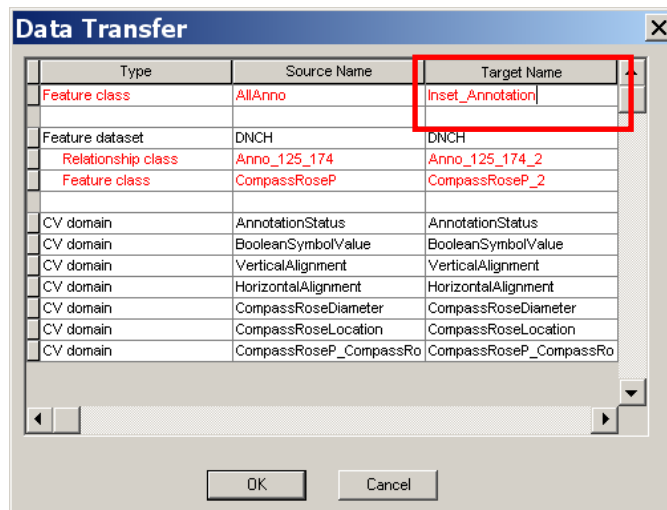 Data Transfer
Type Source Name Target Name
Feature class AllAnno Inset_Annotation
Feature dataset DNCH DNCH
Relationship class Anno_125_174 Anno_125_174_2
Feature class CompassRoseP CompassRoseP_2
CV domain AnnotationStatus AnnotationStatus
CV domain BooleanSymbolValue BooleanSymbolValue
CV domain VerticalAlignment VerticalAlignment
CV domain HorizontalAlignment HorizontalAlignment
CV domain CompassRoseDiameter CompassRoseDiameter
CV domain CompassRoseLocation CompassRoseLocation
CV domain CompassRoseP_CompassRo CompassRoseP_CompassRo
OK Cancel